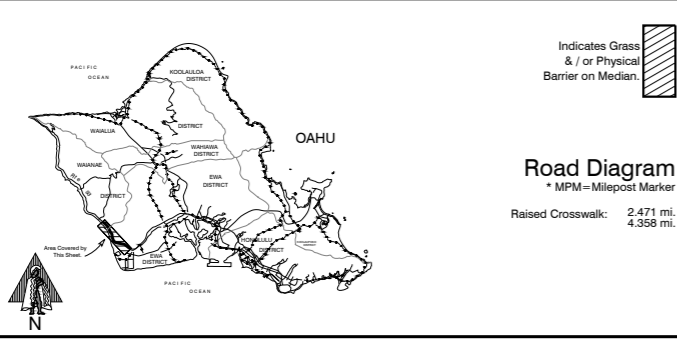 PACIFIC
OCEAN
KOOLAULOA
DISTRICT
WAIALUA
DISTRICT
WAHIAWA
DISTRICT
WAIANAE
DISTRICT
EWA
DISTRICT
OAHU
Rte 93
HONOLULU
DISTRICT
EWA
DISTRICT
Area Covered by
This Sheet.
PACIFIC
OCEAN
N
Indicates Grass
& / or Physical
Barrier on Median.
Road Diagram
* MPM=Milepost Marker
Raised Crosswalk: 2.471 mi.
4.358 mi.